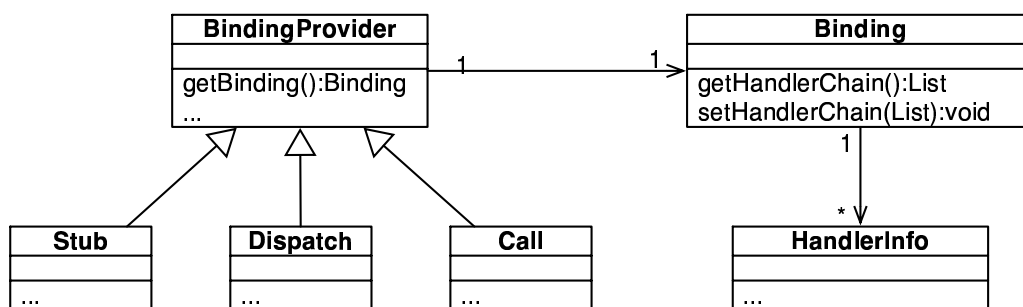 BindingProvider
getBinding():Binding
...
1
1
Binding
getHandlerChain():List
setHandlerChain(List):void
1
*
Stub
...
Dispatch
...
Call
...
HandlerInfo
...